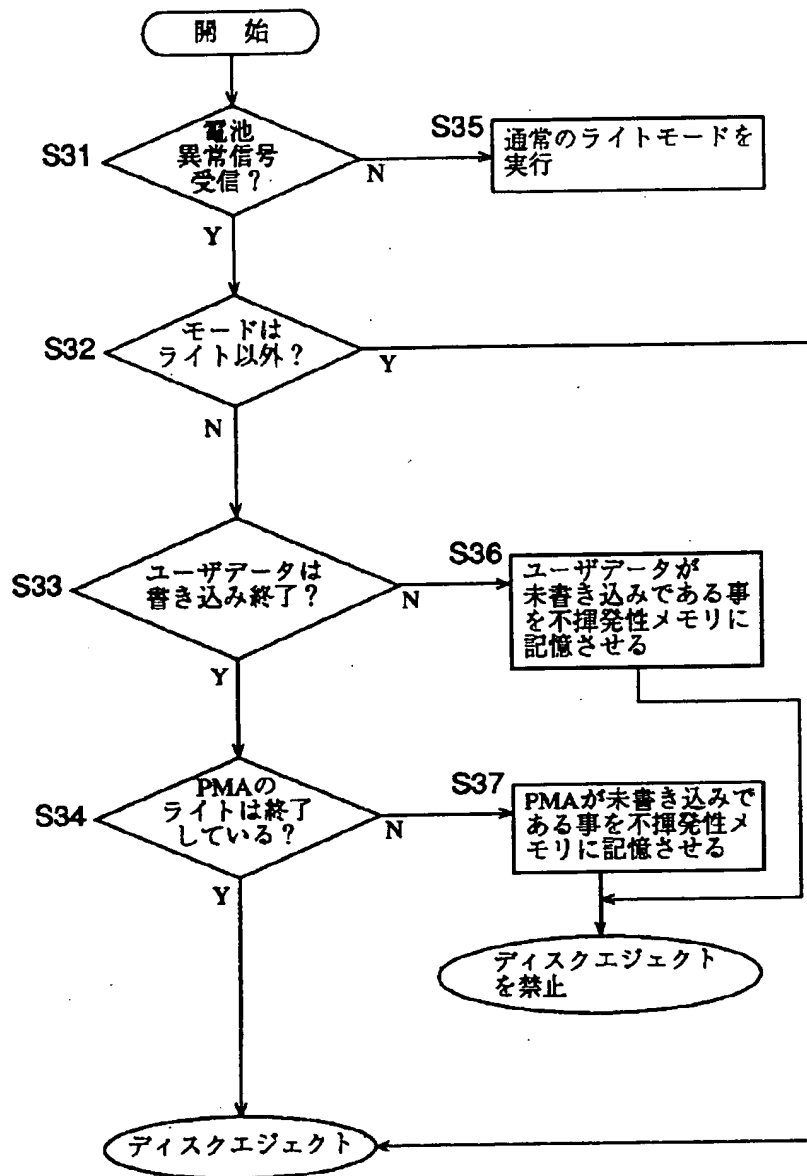 開 始
電池
異常信号
受信？
S31
N
Y
S35
通常のライトモードを
実行
モードは
ライト以外？
S32
Y
N
ユーザデータは
書き込み終了？
S33
N
Y
S36
ユーザデータが
未書き込みである事
を不揮発性メモリに
記憶させる
PMAの
ライトは終了
している？
S34
N
Y
S37
PMAが未書き込みで
ある事を不揮発性メ
モリに記憶させる
ディスクエジェクト
を禁止
ディスクエジェクト